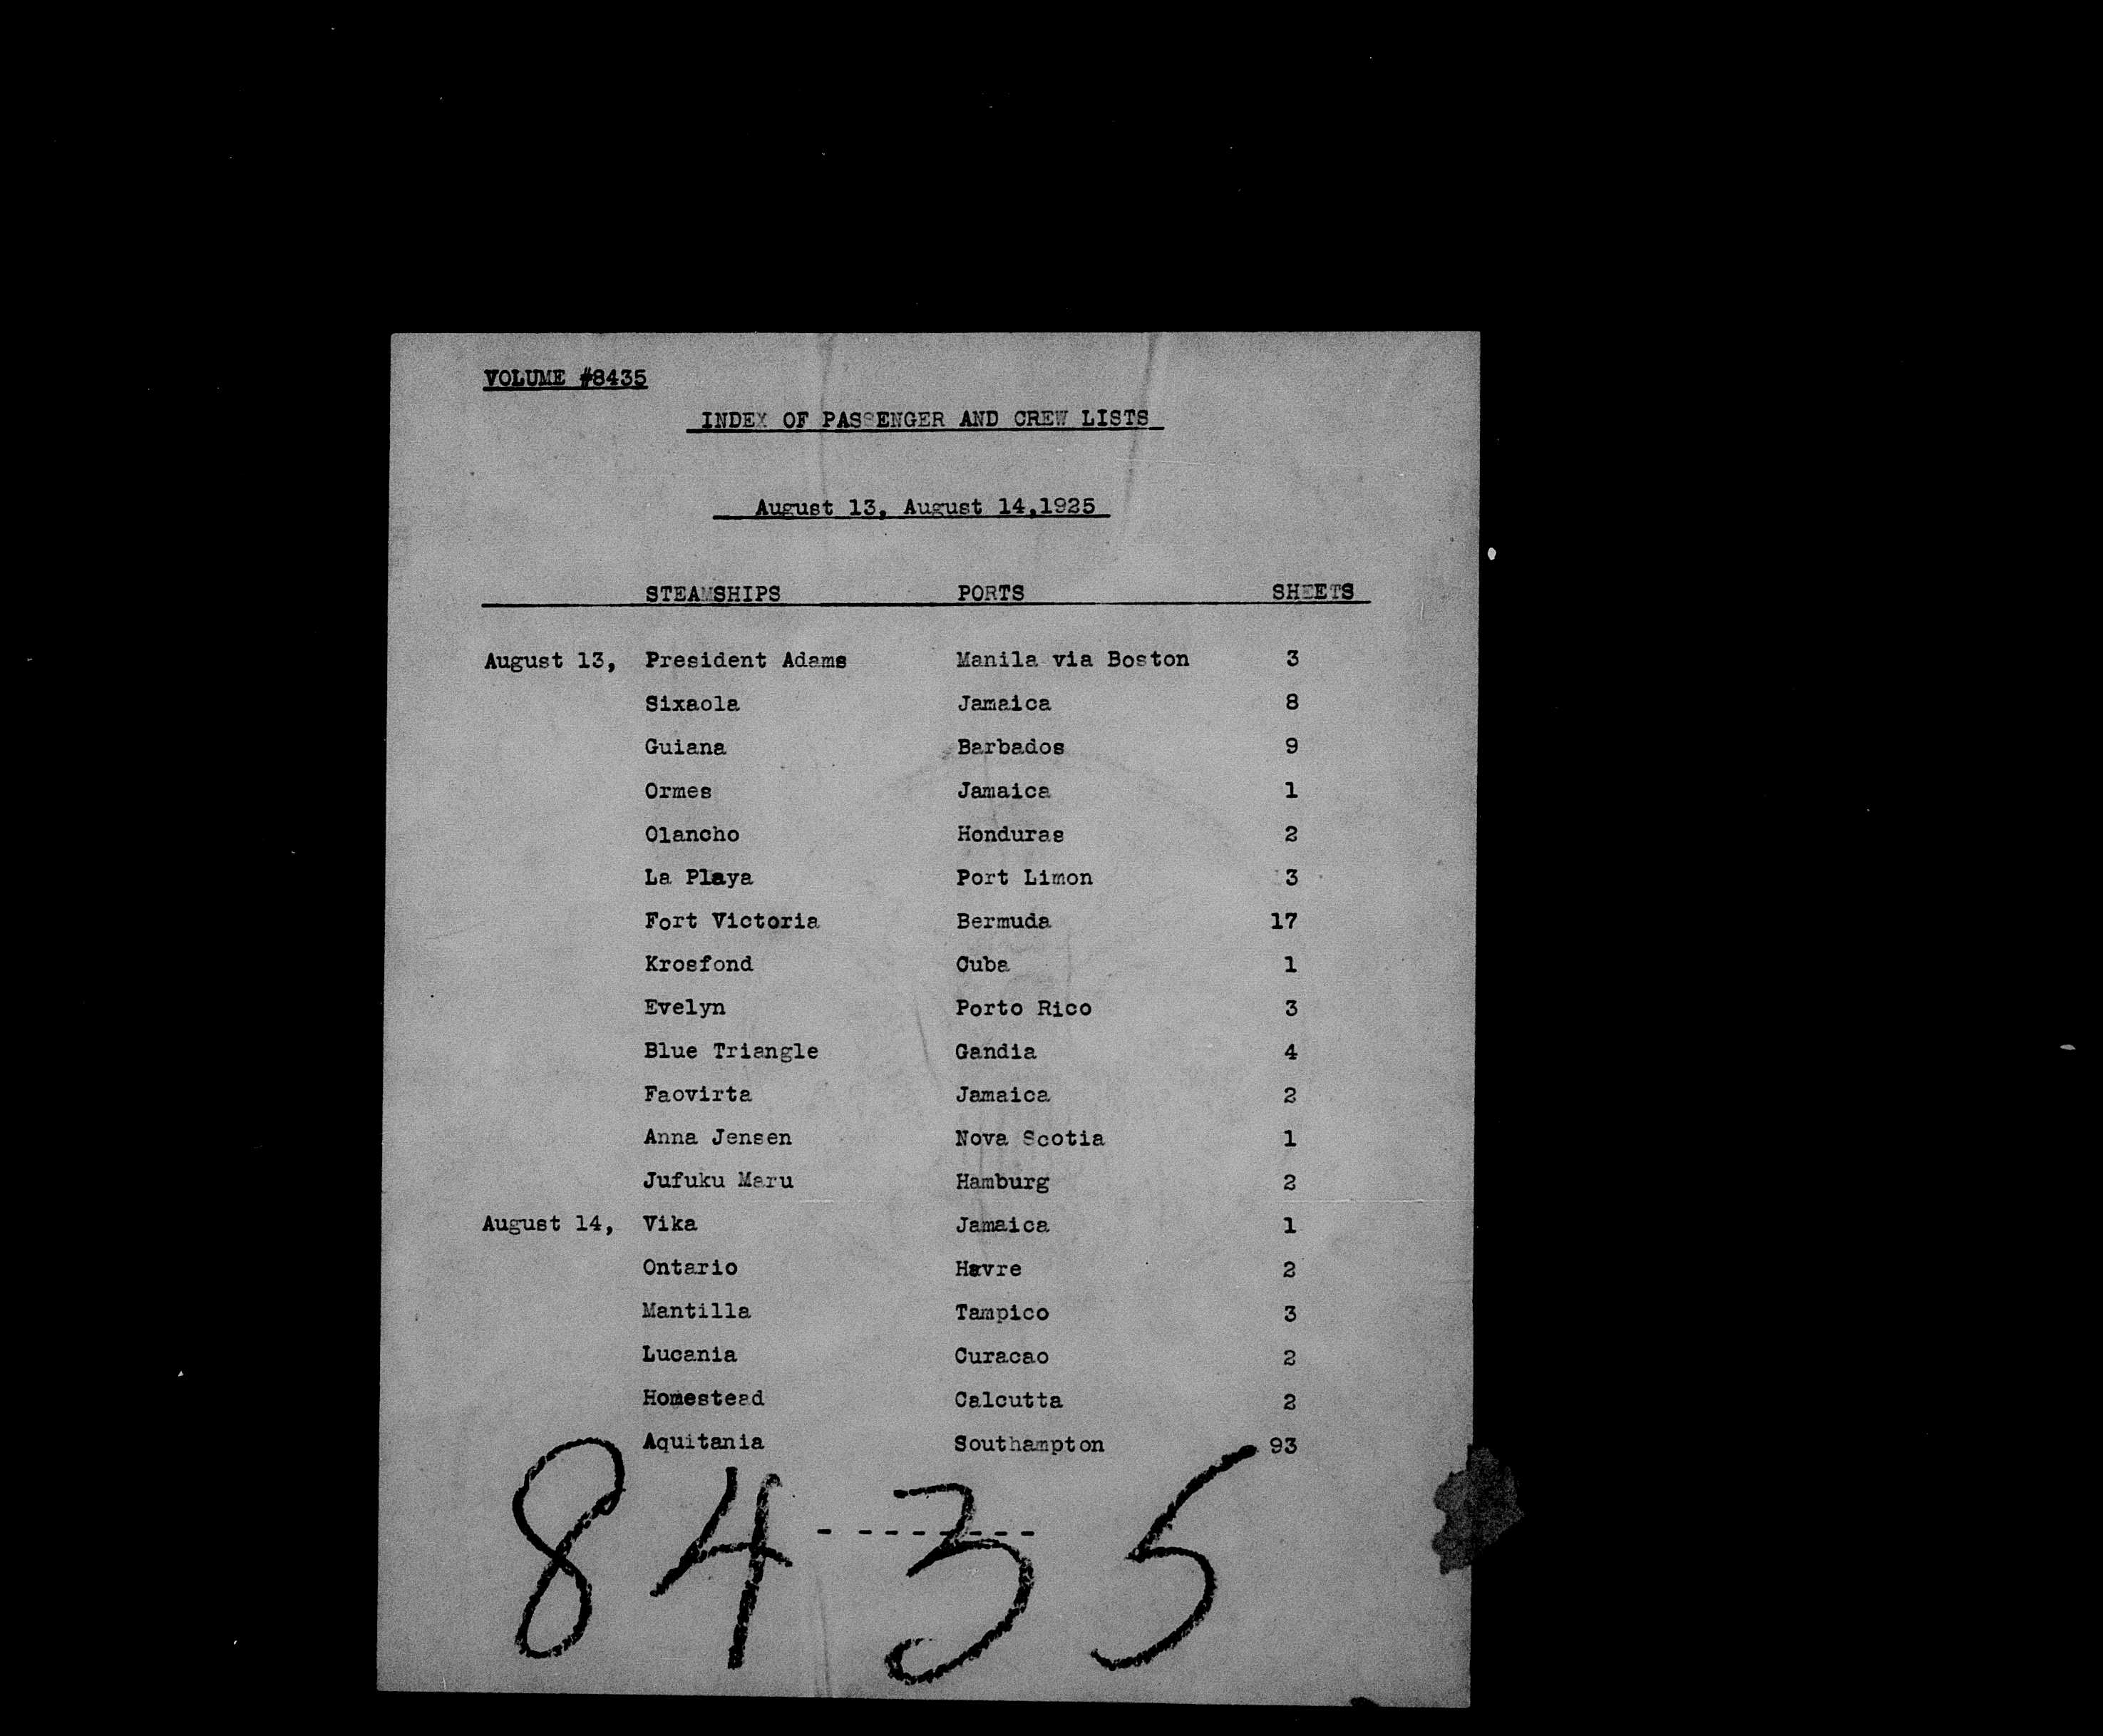 VOLUME #8435
INDEX OF PASSENGER AND CREW LISTS
August 13, August 14,1925
STEAMSHIPS PORTS SHEETS
August 13, President Adams Manila via Boston 3
Sixaola Jamaica 8
Guiana Barbados 9
Ormes Jamaica 1
Olancho Honduras 2
La Playa Port Limon 3
Fort Victoria Bermuda 17
Krosfond Cuba 1
Evelyn Porto Rico 3
Blue Triangle Gandia 4
Faovirta Jamaica 2
Anna Jensen Nova Scotia 1
Jufuku Maru Hamburg 2
August 14, Vika Jamaica 1
Ontario Havre 2
Mantilla Tampico 3
Lucania Curacao 2
Homestead Calcutta 2
Aquitania Southampton 93
- - - - - - - -
8435